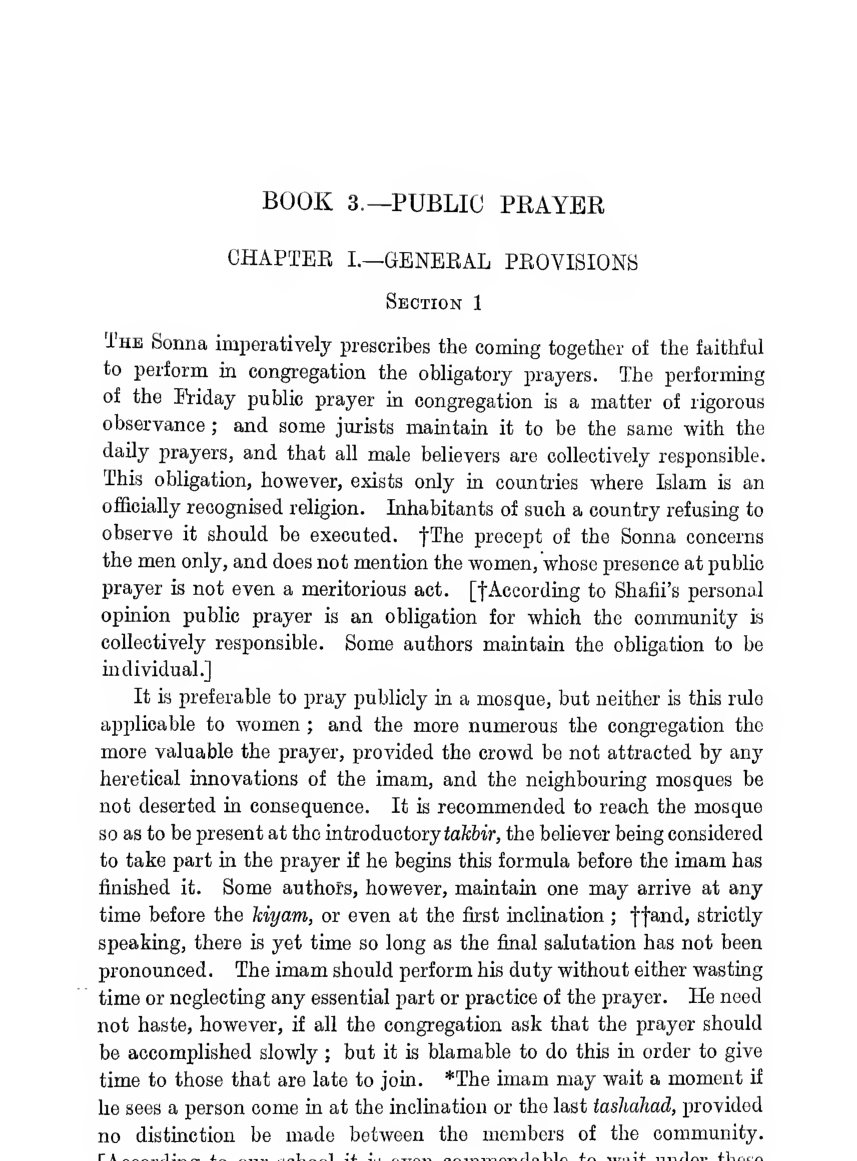 BOOK 3.—PUBLIC PRAYER
CHAPTER I.—GENERAL PROVISIONS
SECTION 1
THE Sonna imperatively prescribes the coming together of the faithful
to perform in congregation the obligatory prayers. The performing
of the Friday public prayer in congregation is a matter of rigorous
observance ; and some jurists maintain it to be the same with the
daily prayers, and that all male believers are collectively responsible.
This obligation, however, exists only in countries where Islam is an
officially recognised religion. Inhabitants of such a country refusing to
observe it should be executed. †The precept of the Sonna concerns
the men only, and does not mention the women, whose presence at public
prayer is not even a meritorious act. [†According to Shafii's personal
opinion public prayer is an obligation for which the community is
collectively responsible. Some authors maintain the obligation to be
individual.]
It is preferable to pray publicly in a mosque, but neither is this rule
applicable to women ; and the more numerous the congregation the
more valuable the prayer, provided the crowd be not attracted by any
heretical innovations of the imam, and the neighbouring mosques be
not deserted in consequence. It is recommended to reach the mosque
so as to be present at the introductory takbir, the believer being considered
to take part in the prayer if he begins this formula before the imam has
finished it. Some authors, however, maintain one may arrive at any
time before the kiyam, or even at the first inclination ; ††and, strictly
speaking, there is yet time so long as the final salutation has not been
pronounced. The imam should perform his duty without either wasting
time or neglecting any essential part or practice of the prayer. He need
not haste, however, if all the congregation ask that the prayer should
be accomplished slowly ; but it is blamable to do this in order to give
time to those that are late to join. *The imam may wait a moment if
he sees a person come in at the inclination or the last tashahad, provided
no distinction be made between the members of the community.
[According to our school it is even commendable to wait under these